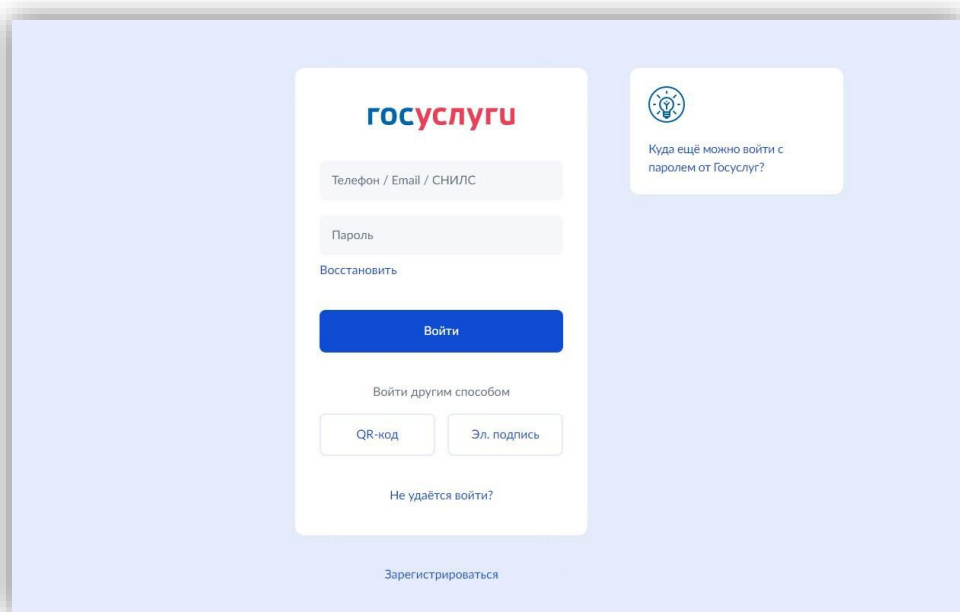 госуслуги
Телефон / Email / СНИЛС
Пароль
Восстановить
Войти
Войти другим способом
QR-код
Эл. подпись
Не удаётся войти?
Зарегистрироваться
Куда ещё можно войти с
паролем от Госуслуг?